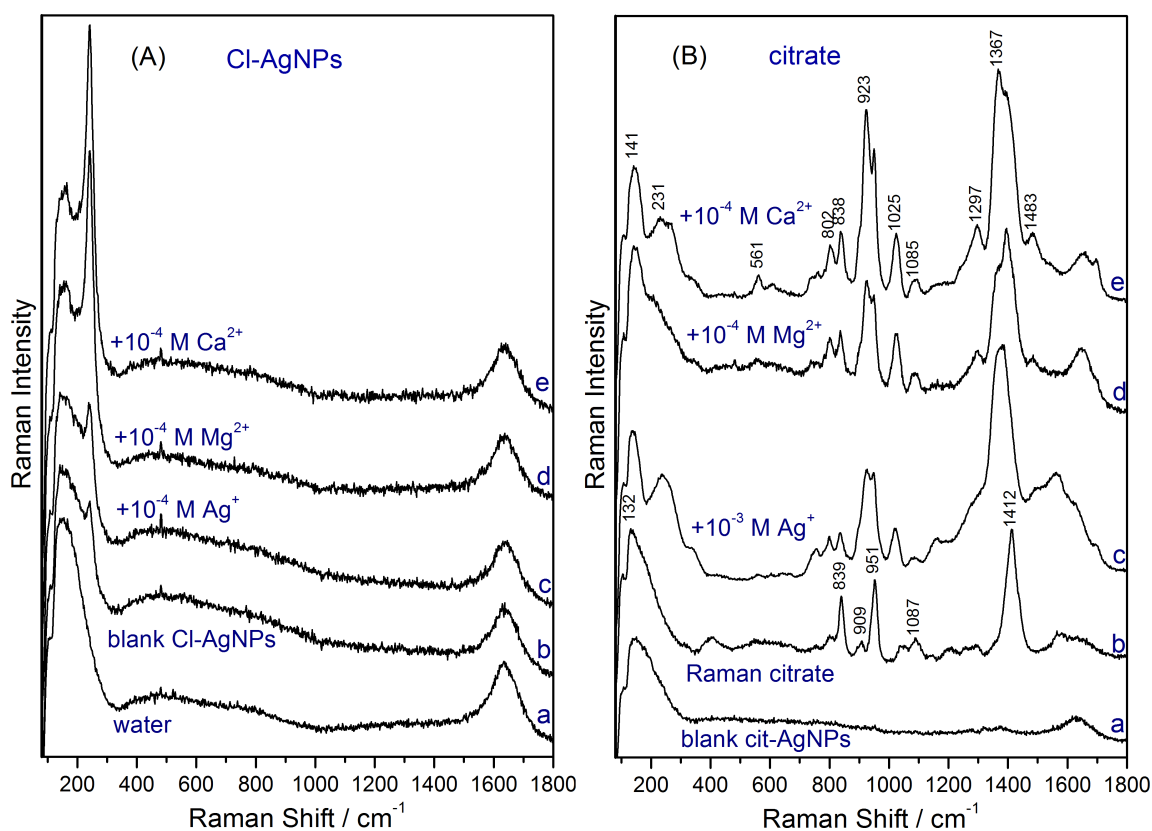 (A) Cl-AgNPs
Raman Intensity
+10⁻⁴ M Ca²⁺
e
+10⁻⁴ M Mg²⁺
d
+10⁻⁴ M Ag⁺
c
blank Cl-AgNPs
b
water
a
200 400 600 800 1000 1200 1400 1600 1800
Raman Shift / cm⁻¹
(B) citrate
Raman Intensity
141
231
561
802
838
923
1025
1085
1297
1367
1483
+10⁻⁴ M Ca²⁺
e
+10⁻⁴ M Mg²⁺
d
+10⁻³ M Ag⁺
c
132
839
909
951
1087
1412
Raman citrate
b
blank cit-AgNPs
a
200 400 600 800 1000 1200 1400 1600 1800
Raman Shift / cm⁻¹